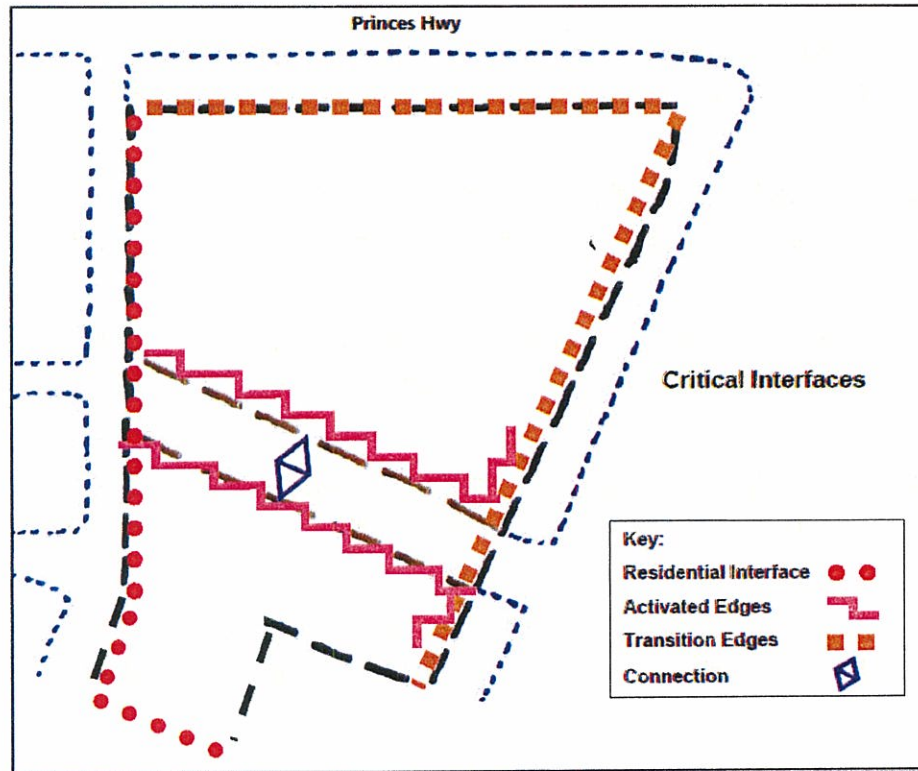 Princes Hwy
Critical Interfaces
Key:
Residential Interface
Activated Edges
Transition Edges
Connection